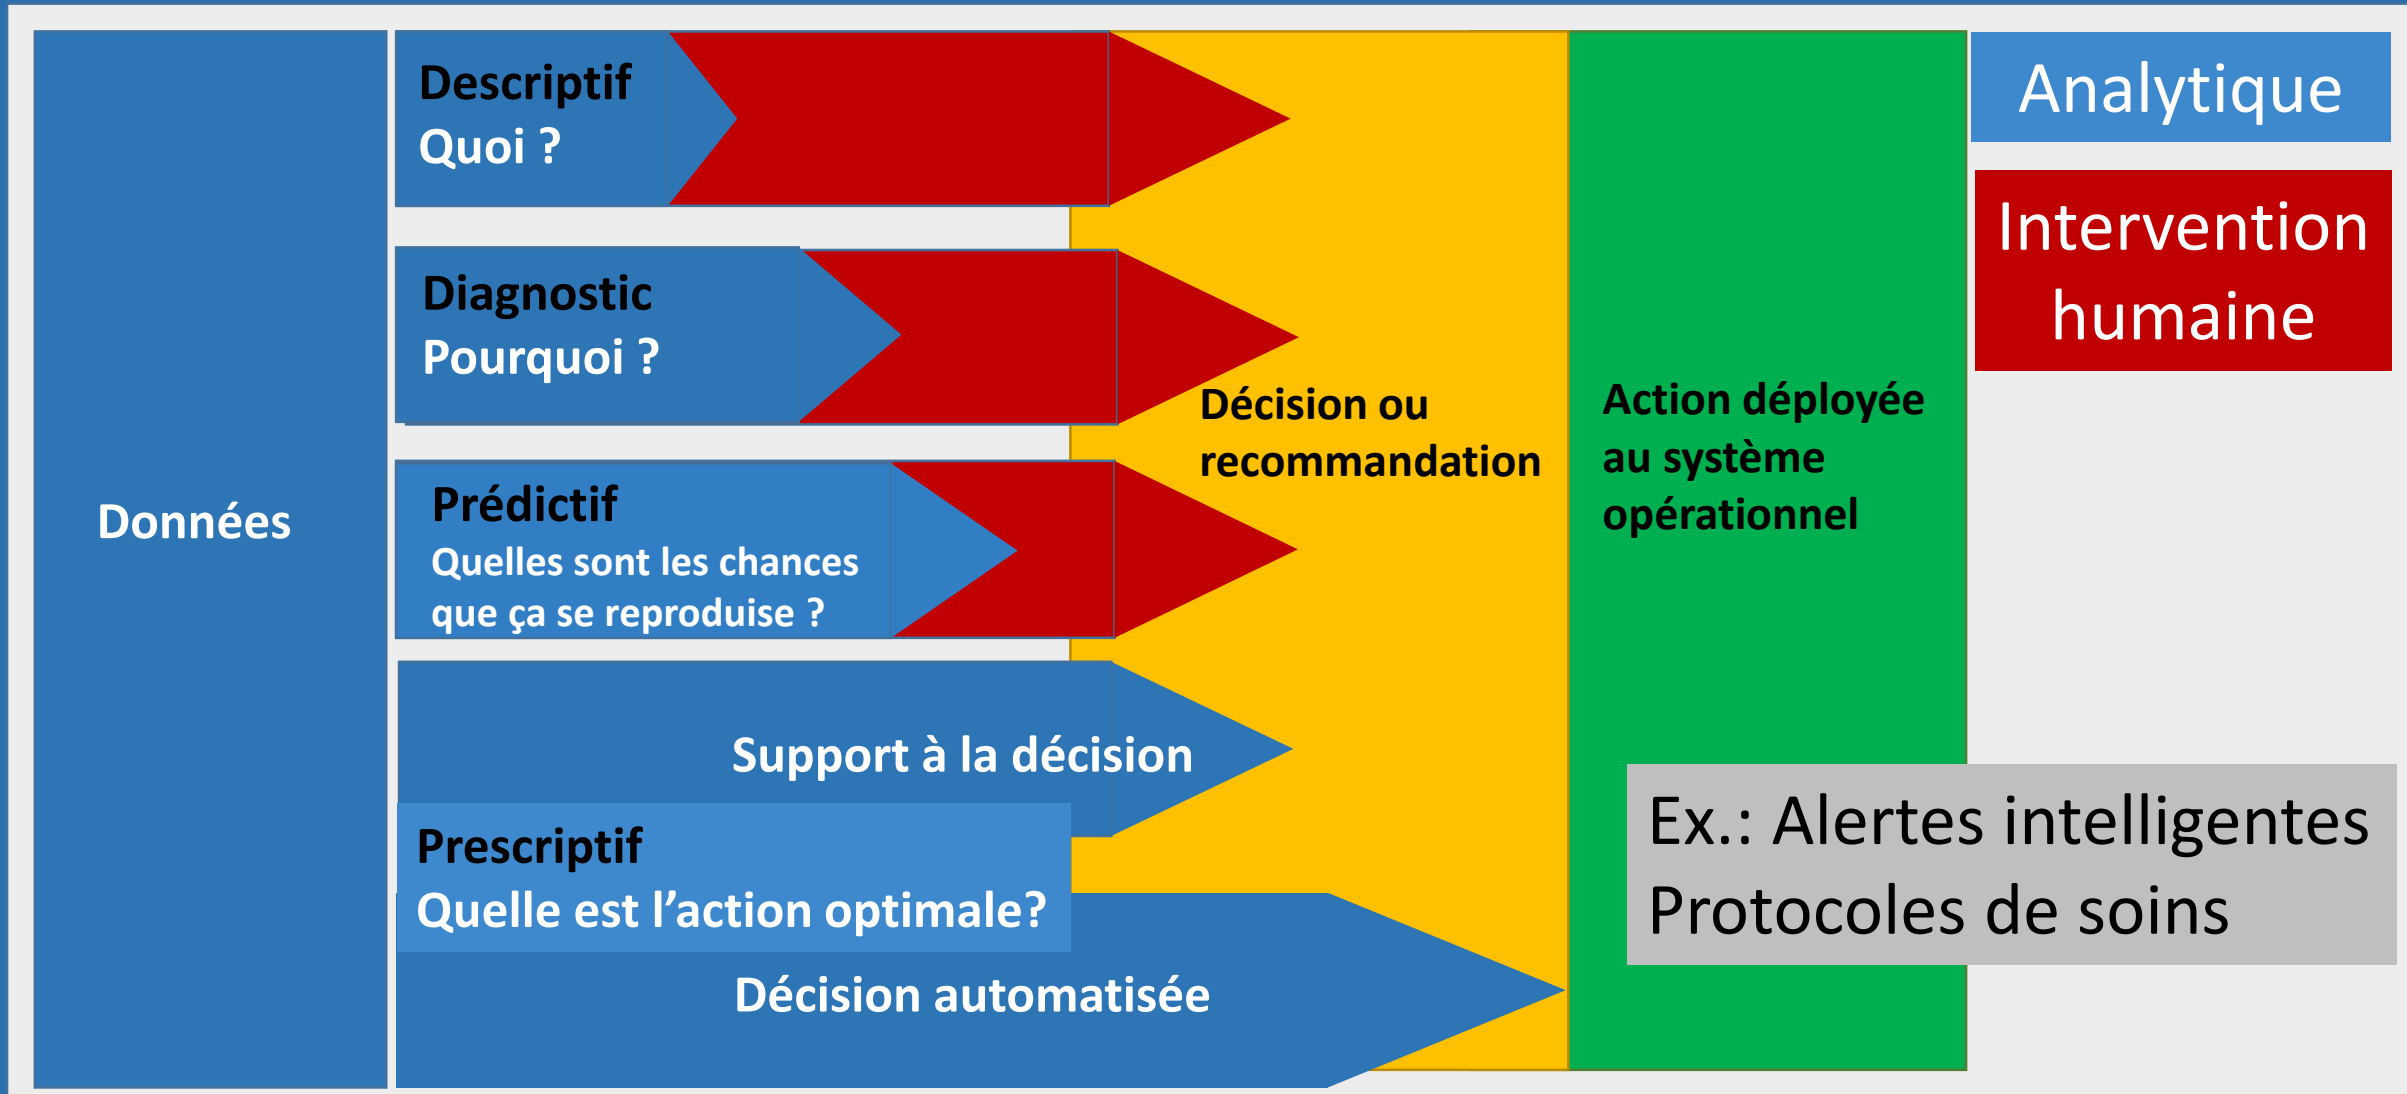 Données
Descriptif
Quoi ?
Diagnostic
Pourquoi ?
Prédictif
Quelles sont les chances
que ça se reproduise ?
Support à la décision
Prescriptif
Quelle est l’action optimale?
Décision automatisée
Décision ou
recommandation
Action déployée
au système
opérationnel
Analytique
Intervention
humaine
Ex.: Alertes intelligentes
Protocoles de soins